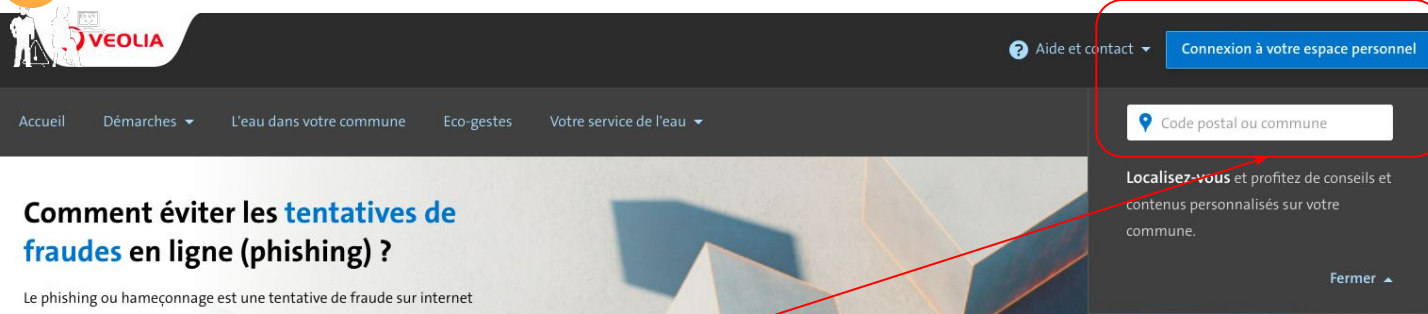 VEOLIA
Aide et contact
Connexion à votre espace personnel
Accueil
Démarches
L'eau dans votre commune
Eco-gestes
Votre service de l'eau
Code postal ou commune
Localisez-vous et profitez de conseils et
contenus personnalisés sur votre
commune.
Fermer
Comment éviter les tentatives de
fraudes en ligne (phishing) ?
Le phishing ou hameçonnage est une tentative de fraude sur internet